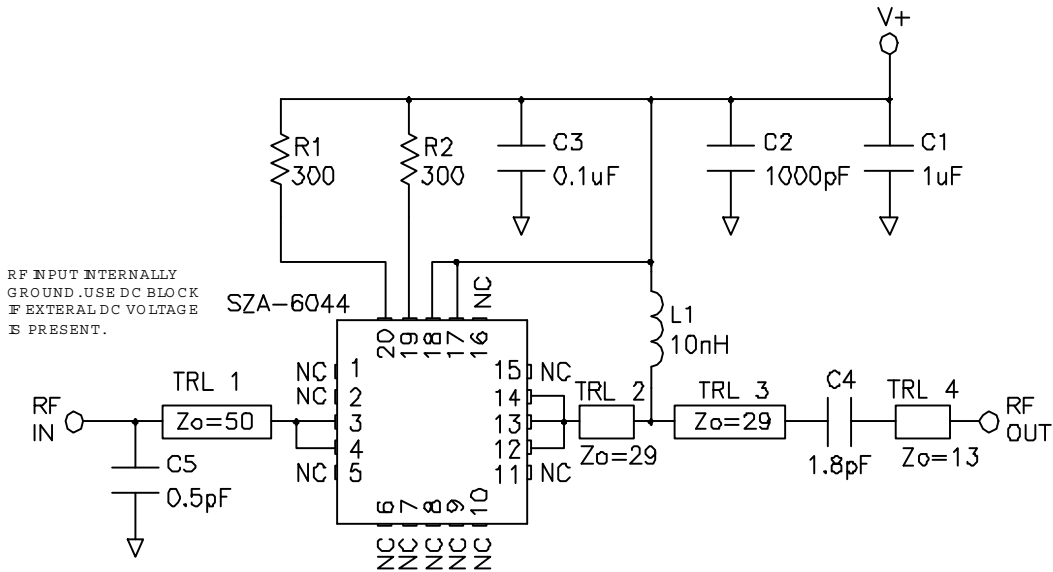 V+
R1
300
R2
300
C3
0.1uF
C2
1000pF
C1
1uF
RF INPUT INTERNALLY
GROUND. USE DC BLOCK
IF EXTERAL DC VOLTAGE
IS PRESENT.
SZA-6044
NC
20
19
18
17
16
L1
10nH
NC
1
15
NC
NC
2
14
3
13
4
12
NC
5
11
NC
TRL 1
Zo=50
RF
IN
C5
0.5pF
TRL 2
Zo=29
TRL 3
Zo=29
C4
1.8pF
TRL 4
Zo=13
RF
OUT
6
7
8
9
10
NC
NC
NC
NC
NC